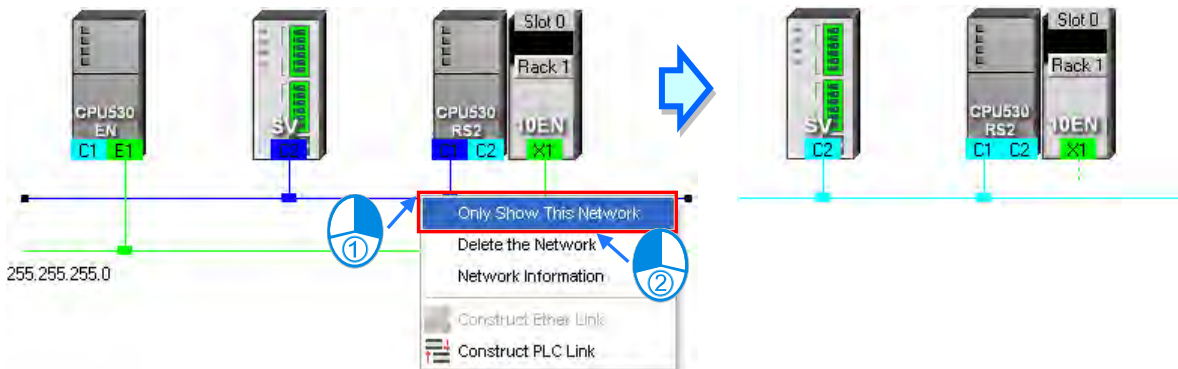 Slot 0
Rack 1
CPU530
EN
C1 E1
SV
C2
CPU530
RS2
C1 C2
10EN
X1
①
Only Show This Network
Delete the Network
②
Network Information
Construct Ether Link
Construct PLC Link
255.255.255.0
Slot 0
Rack 1
SV
C2
CPU530
RS2
C1 C2
10EN
X1